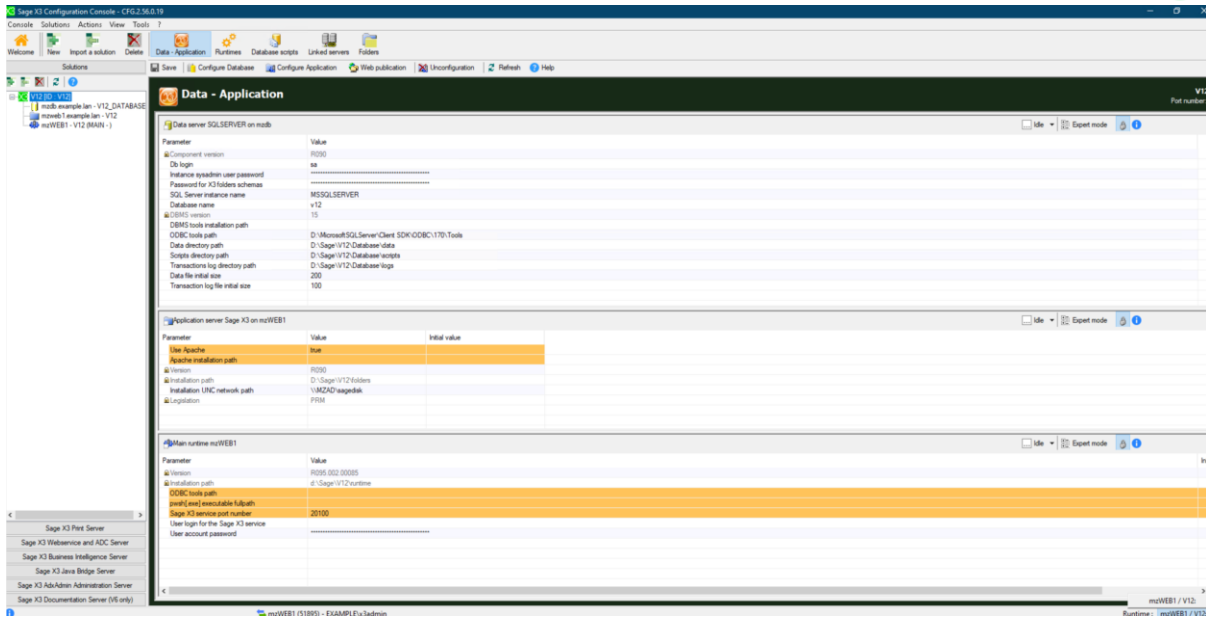 Sage X3 Configuration Console - CFG.2.56.0.19
Console Solutions Actions View Tools ?
Welcome New Import a solution Delete Data - Application Runtimes Database scripts Linked servers Folders
Solutions
Save Configure Database Configure Application Web publication Unconfiguration Refresh Help
V12 [ID : V12]
mzdb.example.lan - V12_DATABASE
mzweb1.example.lan - V12
mzWEB1 - V12 (MAIN - )
Data - Application
V12
Port number:
Data server SQLSERVER on mzdb
Idle Expert mode
Parameter Value
Component version R090
Db login sa
Instance sysadmin user password
Password for X3 folders schemas
SQL Server instance name MSSQLSERVER
Database name v12
DBMS version 15
DBMS tools installation path
ODBC tools path D:\MicrosoftSQLServer\Client SDK\ODBC\170\Tools
Data directory path D:\Sage\V12\Database\data
Scripts directory path D:\Sage\V12\Database\scripts
Transactions log directory path D:\Sage\V12\Database\logs
Data file initial size 200
Transaction log file initial size 100
Application server Sage X3 on mzWEB1
Idle Expert mode
Parameter Value Initial value
Use Apache true
Apache installation path
Version R090
Installation path D:\Sage\V12\folders
Installation UNC network path \\MZAD\sagedisk
Legislation PRM
Main runtime mzWEB1
Idle Expert mode
Parameter Value In
Version R095.002.00085
Installation path d:\Sage\V12\runtime
ODBC tools path
pwsh[.exe] executable fullpath
Sage X3 service port number 20100
User login for the Sage X3 service
User account password
Sage X3 Print Server
Sage X3 Webservice and ADC Server
Sage X3 Business Intelligence Server
Sage X3 Java Bridge Server
Sage X3 AdxAdmin Administration Server
Sage X3 Documentation Server (V6 only)
mzWEB1 / V12:
mzWEB1 (51895) - EXAMPLE\x3admin
Runtime : mzWEB1 / V12: